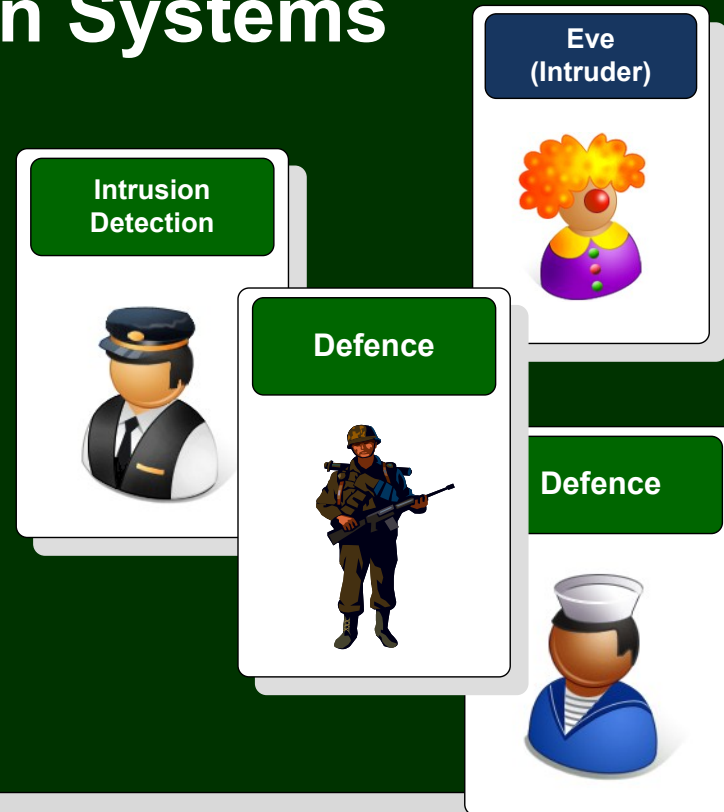 n Systems
Eve
(Intruder)
Intrusion
Detection
Defence
Defence